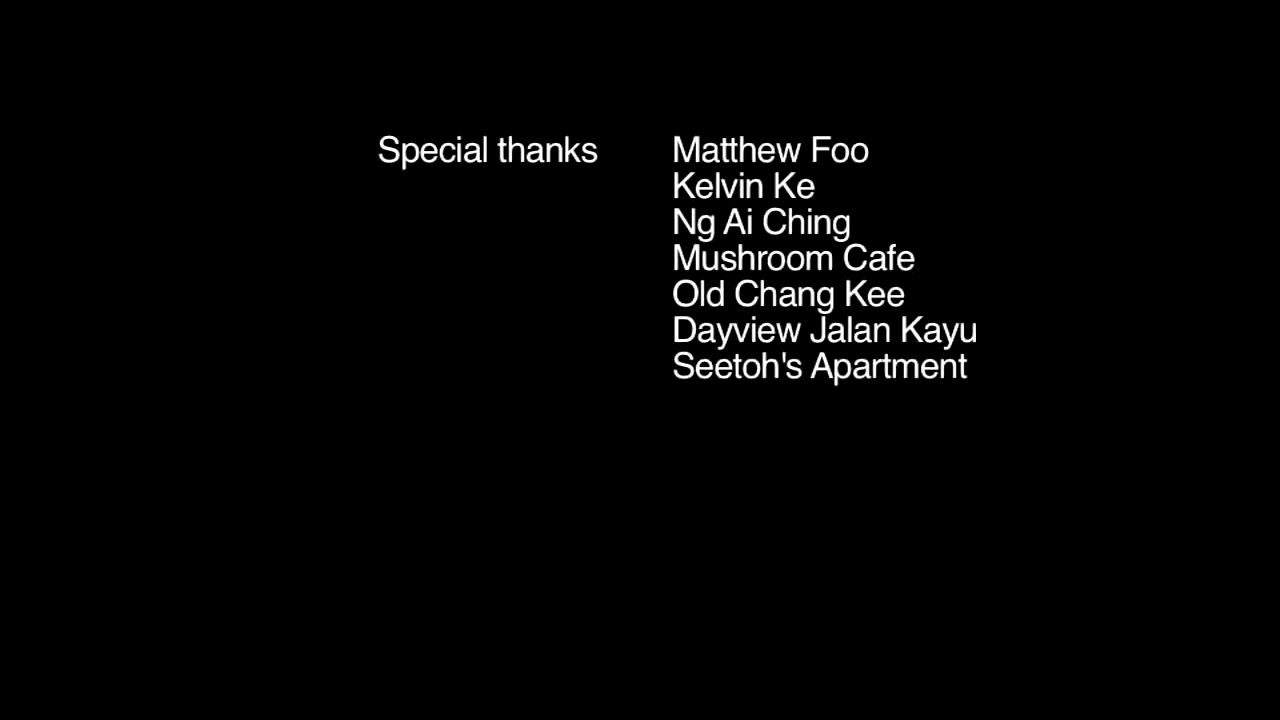 Special thanks Matthew Foo
Kelvin Ke
Ng Ai Ching
Mushroom Cafe
Old Chang Kee
Dayview Jalan Kayu
Seetoh's Apartment